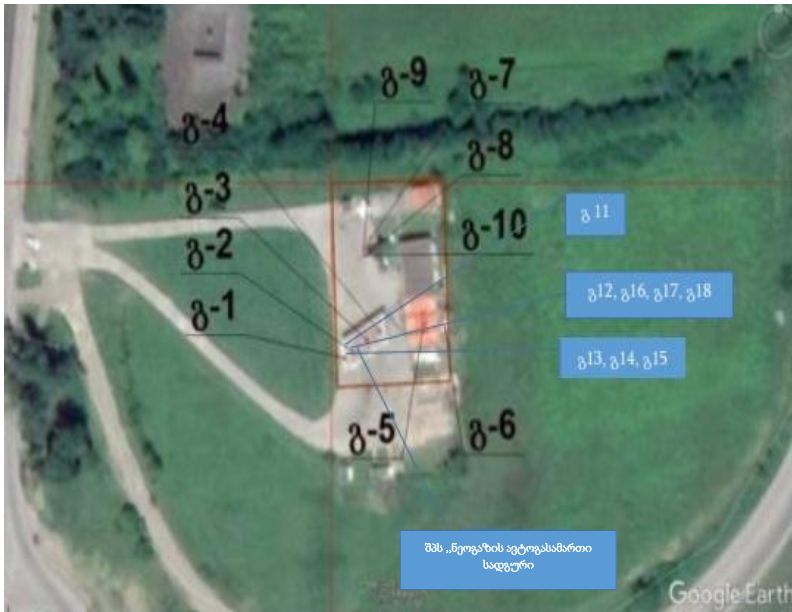 გ-9
გ-7
გ-4
გ-8
გ-3
გ 11
გ-2
გ-10
გ12, გ16, გ17, გ18
გ-1
გ13, გ14, გ15
გ-5
გ-6
შპს „ნეოგაზის ავტოგასამართი
სადგური
Google Earth